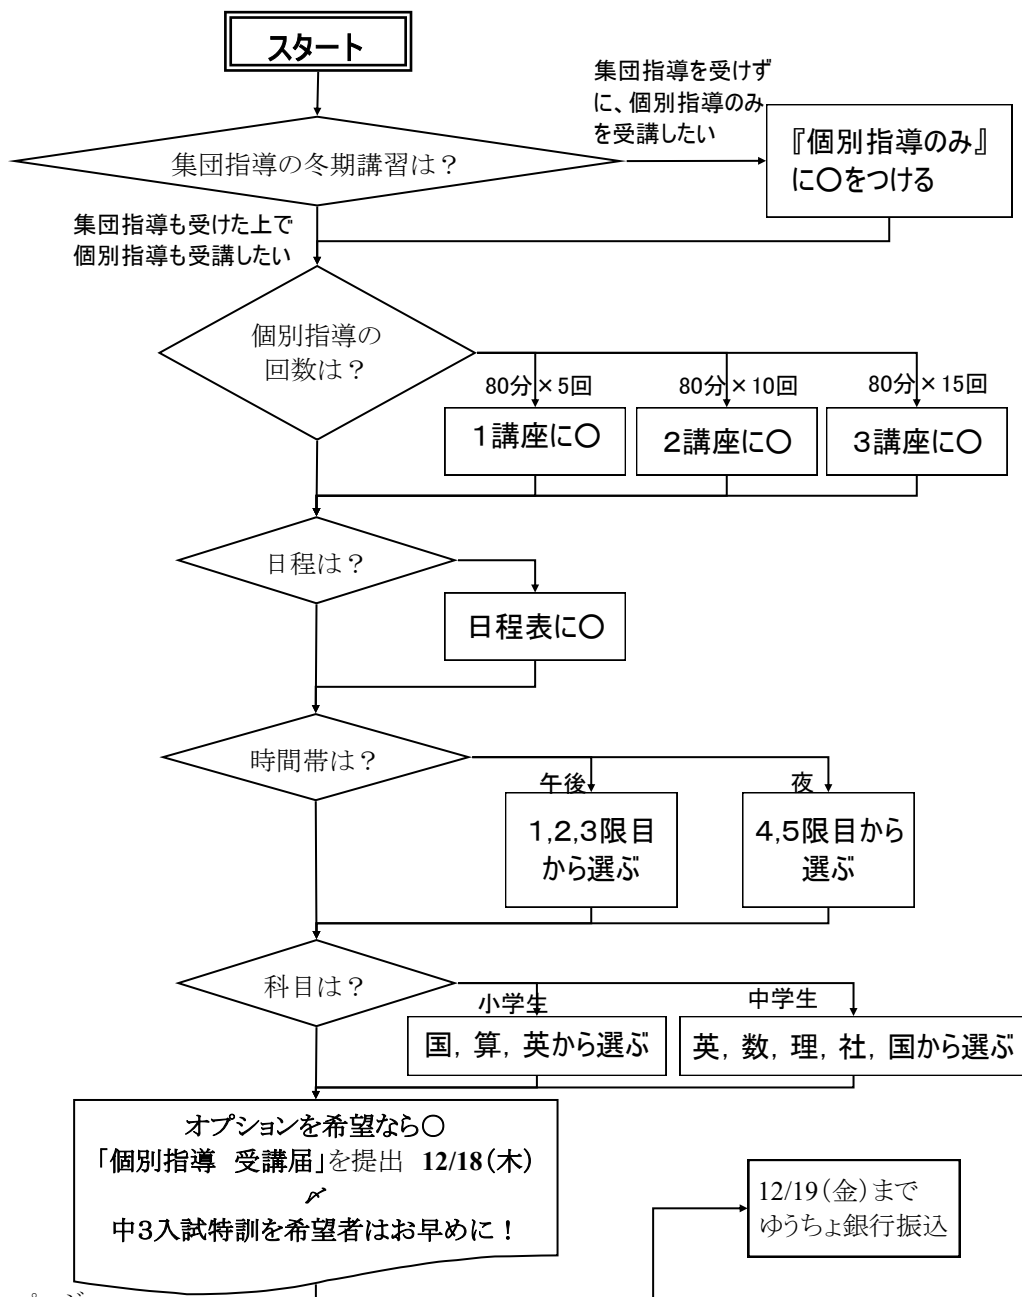 スタート
集団指導を受けず
に、個別指導のみ
を受講したい
集団指導の冬期講習は？
『個別指導のみ』
に〇をつける
集団指導も受けた上で
個別指導も受講したい
個別指導の
回数は？
80分×5回
80分×10回
80分×15回
１講座に〇
２講座に〇
３講座に〇
日程は？
日程表に〇
時間帯は？
午後
夜
1,2,3限目
から選ぶ
4,5限目から
選ぶ
科目は？
小学生
中学生
国，算，英から選ぶ
英，数，理，社，国から選ぶ
オプションを希望なら〇
「個別指導　受講届」を提出　12/18（木）
〆
中３入試特訓を希望者はお早めに！
12/19（金）まで
ゆうちょ銀行振込